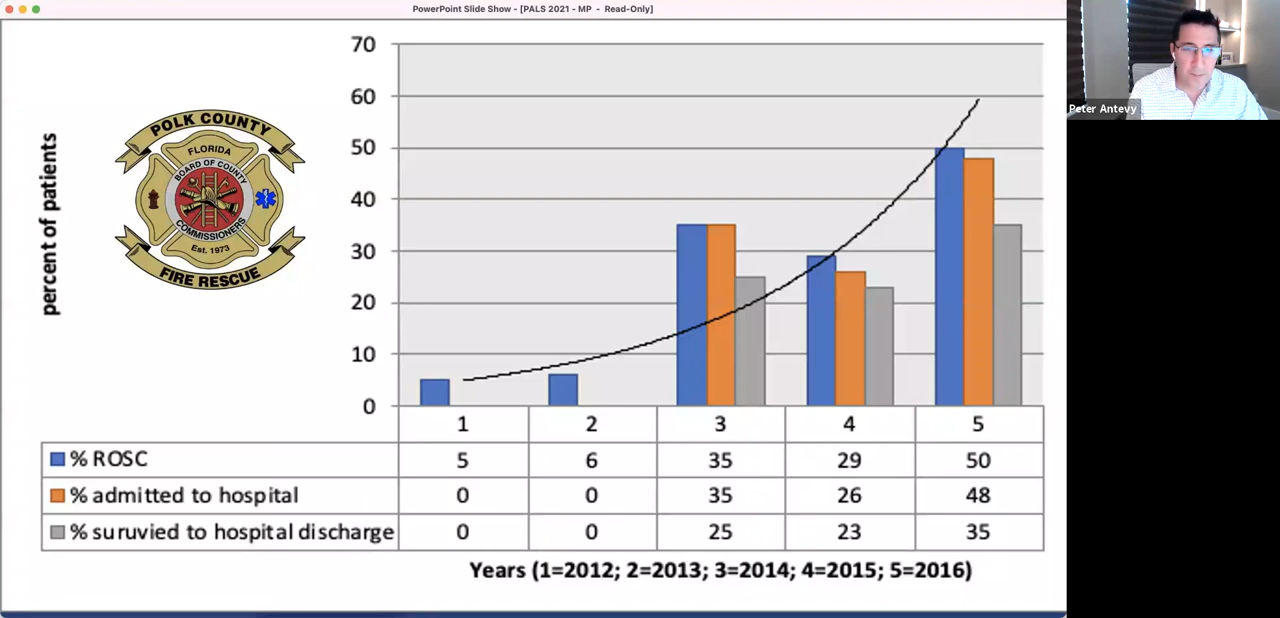 PowerPoint Slide Show - [PALS 2021 - MP - Read-Only]
Peter Antevy
percent of patients
POLK COUNTY
FLORIDA
BOARD OF COUNTY
COMMISSIONERS
Est. 1973
FIRE RESCUE
70
60
50
40
30
20
10
0
1 2 3 4 5
% ROSC 5 6 35 29 50
% admitted to hospital 0 0 35 26 48
% suruvied to hospital discharge 0 0 25 23 35
Years (1=2012; 2=2013; 3=2014; 4=2015; 5=2016)